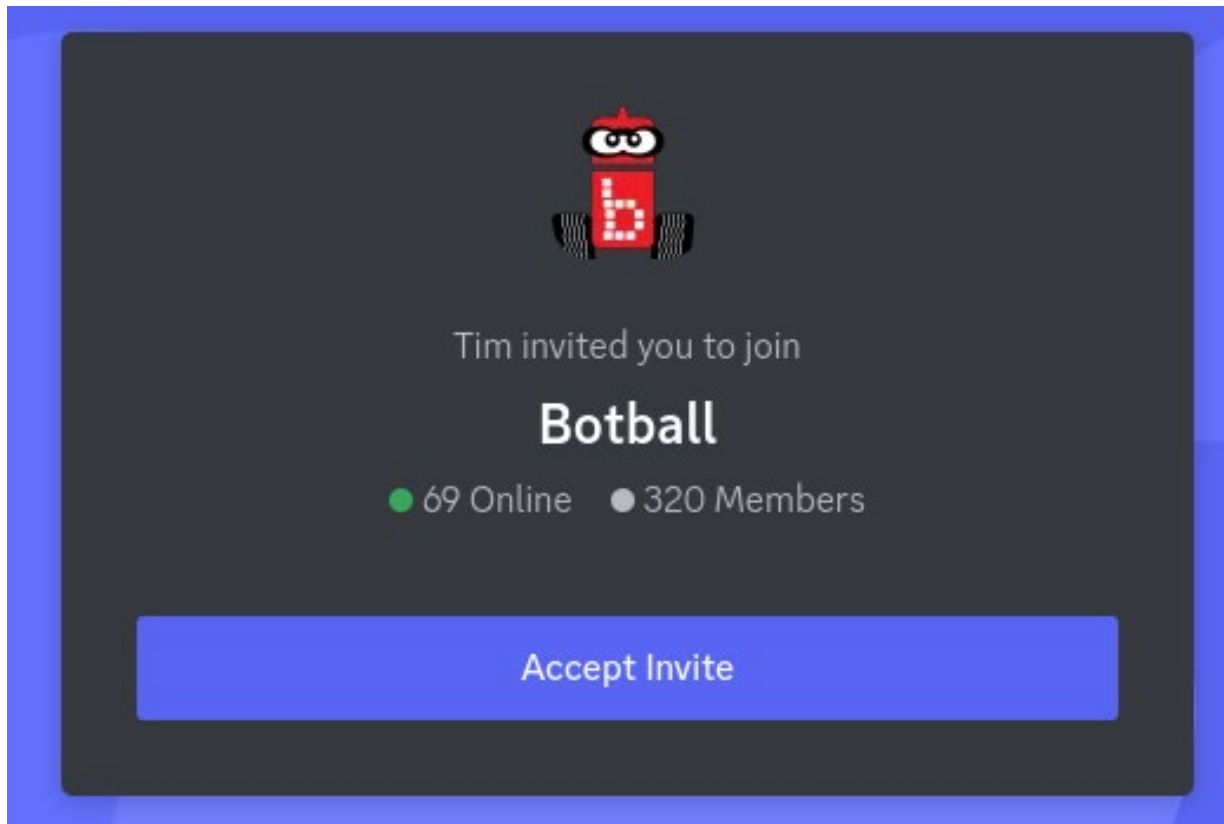 b
Tim invited you to join
Botball
69 Online 320 Members
Accept Invite